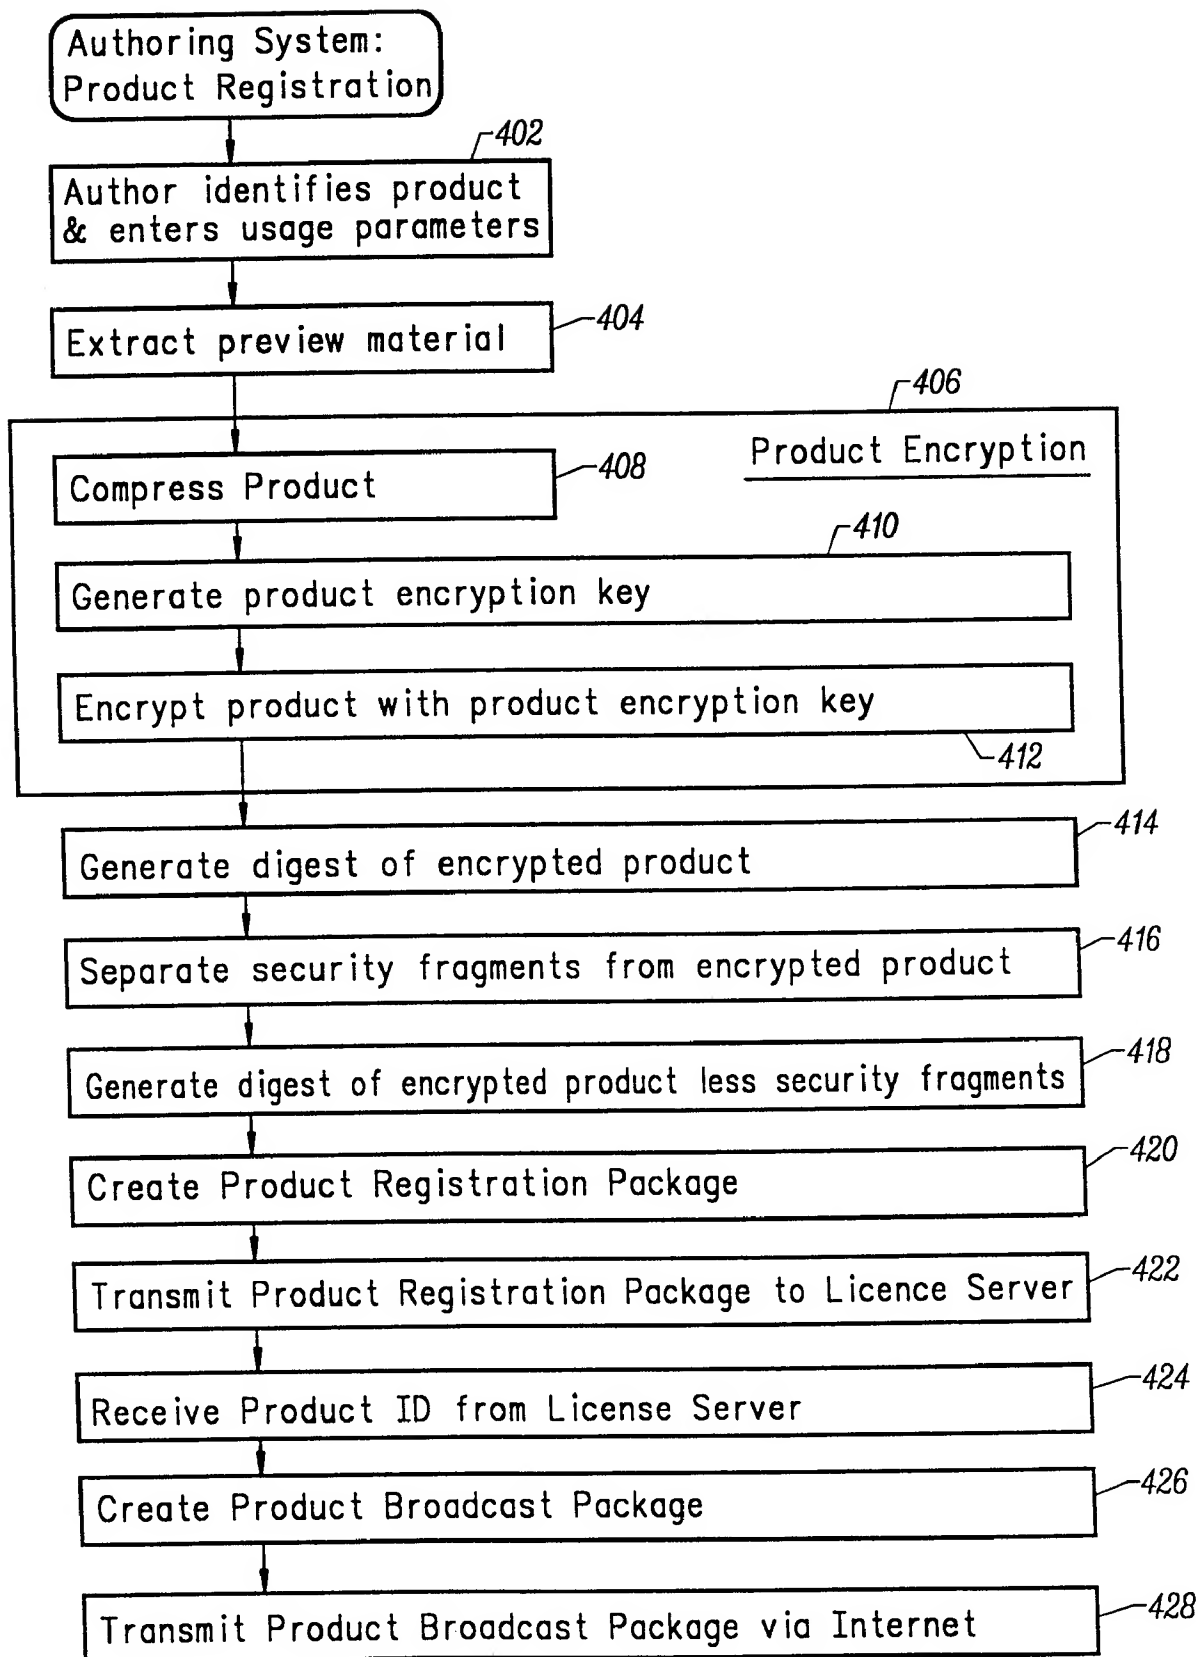 Authoring System:
Product Registration
402
Author identifies product
& enters usage parameters
404
Extract preview material
406
Product Encryption
408
Compress Product
410
Generate product encryption key
Encrypt product with product encryption key
412
414
Generate digest of encrypted product
416
Separate security fragments from encrypted product
418
Generate digest of encrypted product less security fragments
420
Create Product Registration Package
422
Transmit Product Registration Package to Licence Server
424
Receive Product ID from License Server
426
Create Product Broadcast Package
428
Transmit Product Broadcast Package via Internet